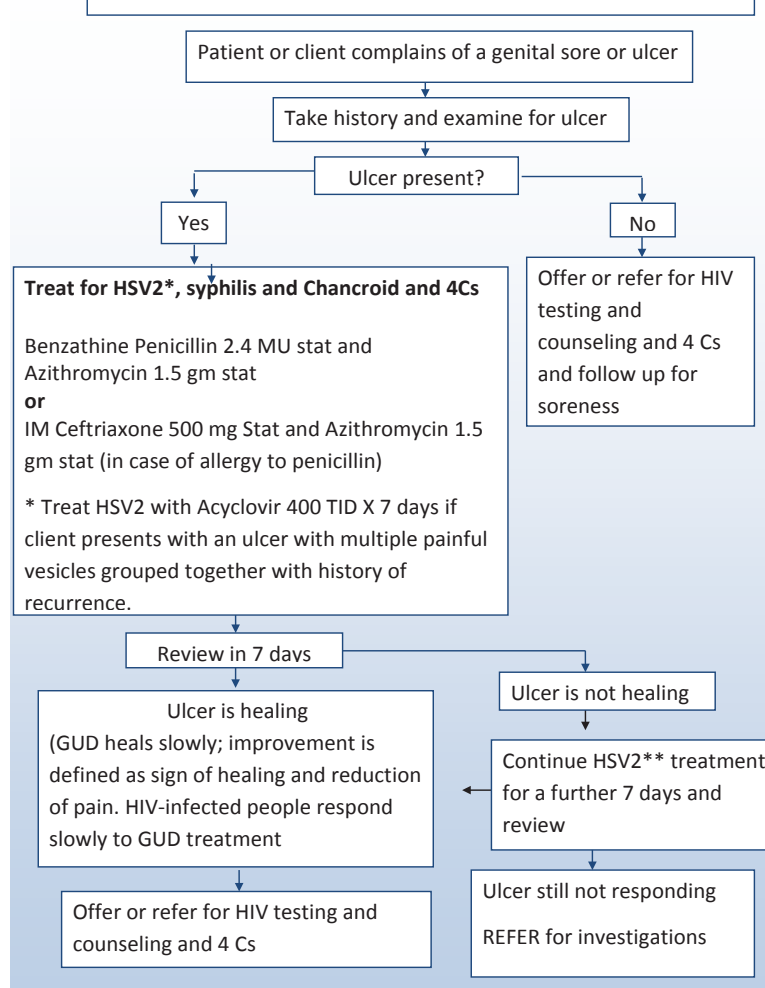 Patient or client complains of a genital sore or ulcer
Take history and examine for ulcer
Ulcer present?
Yes
No
Treat for HSV2*, syphilis and Chancroid and 4Cs
Benzathine Penicillin 2.4 MU stat and
Azithromycin 1.5 gm stat
or
IM Ceftriaxone 500 mg Stat and Azithromycin 1.5
gm stat (in case of allergy to penicillin)
* Treat HSV2 with Acyclovir 400 TID X 7 days if
client presents with an ulcer with multiple painful
vesicles grouped together with history of
recurrence.
Offer or refer for HIV
testing and
counseling and 4 Cs
and follow up for
soreness
Review in 7 days
Ulcer is healing
(GUD heals slowly; improvement is
defined as sign of healing and reduction
of pain. HIV-infected people respond
slowly to GUD treatment
Ulcer is not healing
Continue HSV2** treatment
for a further 7 days and
review
Offer or refer for HIV testing and
counseling and 4 Cs
Ulcer still not responding
REFER for investigations